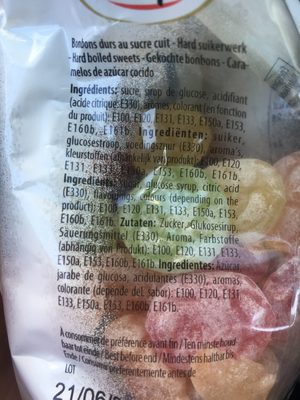 Bonbons durs au sucre cuit - Hard suikerwerk
- Hard boiled sweets - Gekochte bonbons - Cara-
melos de azúcar cocido
Ingrédients: sucre, sirop de glucose, acidifiant
(acide citrique: E330), arômes, colorant (en fonction
du produit): E100, E120, E131, E133, E150a, E153,
E160b, E161b. Ingrediënten: suiker,
glucosestroop, voedingszuur (E330), aroma's,
kleurstoffen (afhankelijk van produkt): E100, E120,
E131, E133, E150a, E153, E160b, E161b.
Ingredients: sugar, glucose syrup, citric acid
(E330), flavourings, colours (depending on the
product): E100, E120, E131, E133, E150a, E153,
E160b, E161b. Zutaten: Zucker, Glukosesirup,
Säuerungsmittel (E330), Aroma, Farbstoffe
(abhängig von Produkt): E100, E120, E131, E133,
E150a, E153, E160b, E161b. Ingredientes: Azúcar,
jarabe de glucosa, acidulantes (E330), aromas,
colorante (depende del sabor): E100, E120, E131,
E133, E150a, E153, E160b, E161b.
A consommer de préférence avant fin / Ten minste houd-
baar tot einde / Best before end / Mindestens haltbar bis
Ende / Consumir preferentemente antes de
LOT
21/06/